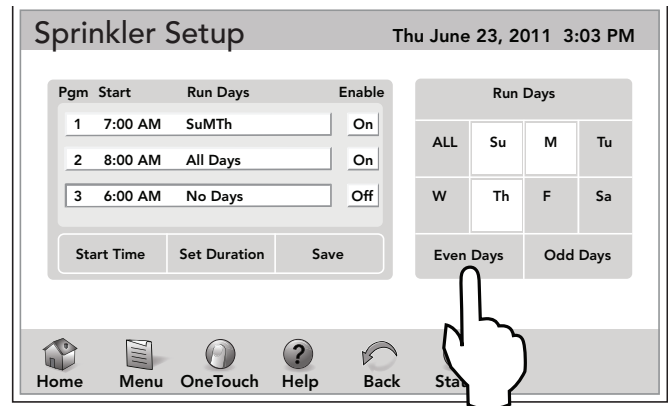 Sprinkler Setup
Thu June 23, 2011 3:03 PM
Pgm Start Run Days Enable
1 7:00 AM SuMTh On
2 8:00 AM All Days On
3 6:00 AM No Days Off
Start Time Set Duration Save
Run Days
ALL Su M Tu
W Th F Sa
Even Days Odd Days
Home Menu OneTouch Help Back